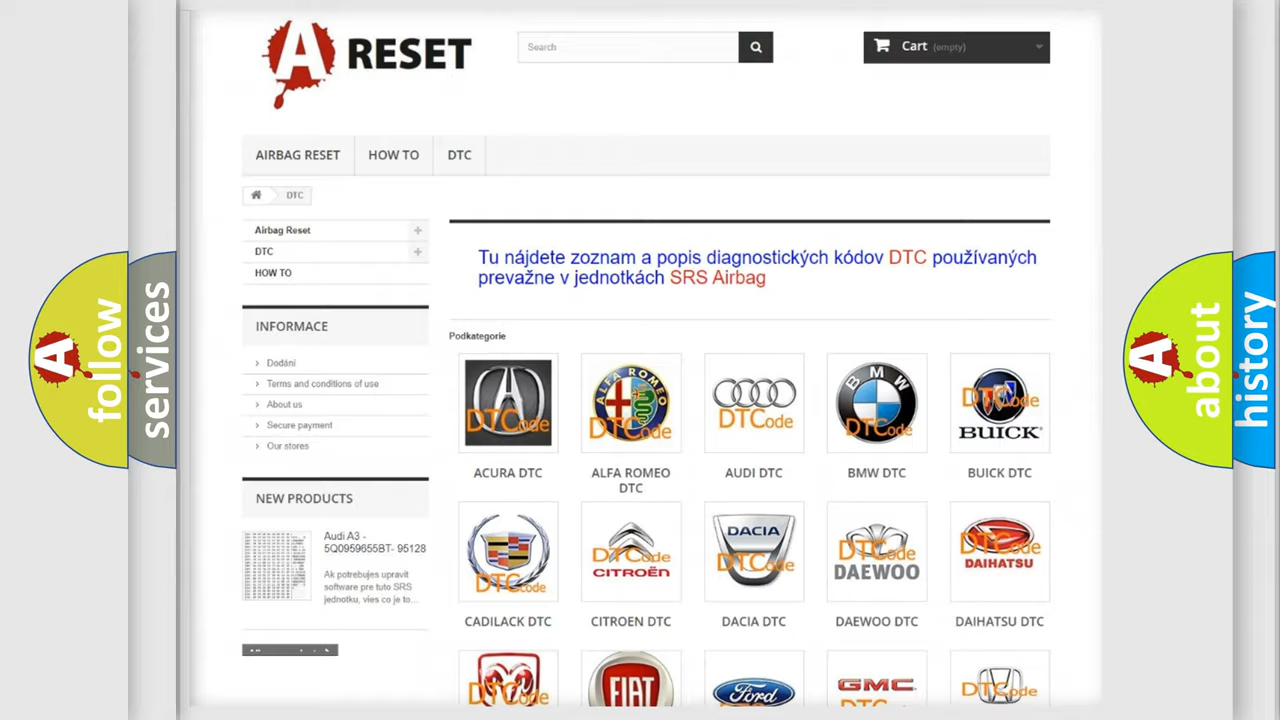 A RESET
Search
Cart (empty)
AIRBAG RESET
HOW TO
DTC
DTC
Airbag Reset
DTC
HOW TO
INFORMACE
Dodání
Terms and conditions of use
About us
Secure payment
Our stores
NEW PRODUCTS
Audi A3 -
5Q0959655BT- 95128
Ak potrebujes upravit
software pre tuto SRS
jednotku, vies co je to...
Tu nájdete zoznam a popis diagnostických kódov DTC používaných
prevažne v jednotkách SRS Airbag
Podkategorie
DTCode
ALFA ROMEO
DTCode
DTCode
BMW
DTCode
DTCode
BUICK
ACURA DTC
ALFA ROMEO
DTC
AUDI DTC
BMW DTC
BUICK DTC
DTCode
DTCode
CITROËN
DACIA
DTCode
DTCode
DAEWOO
DTCode
DAIHATSU
CADILACK DTC
CITROEN DTC
DACIA DTC
DAEWOO DTC
DAIHATSU DTC
DTCode
FIAT
Ford
GMC
DTCode
A follow
services
A about
history